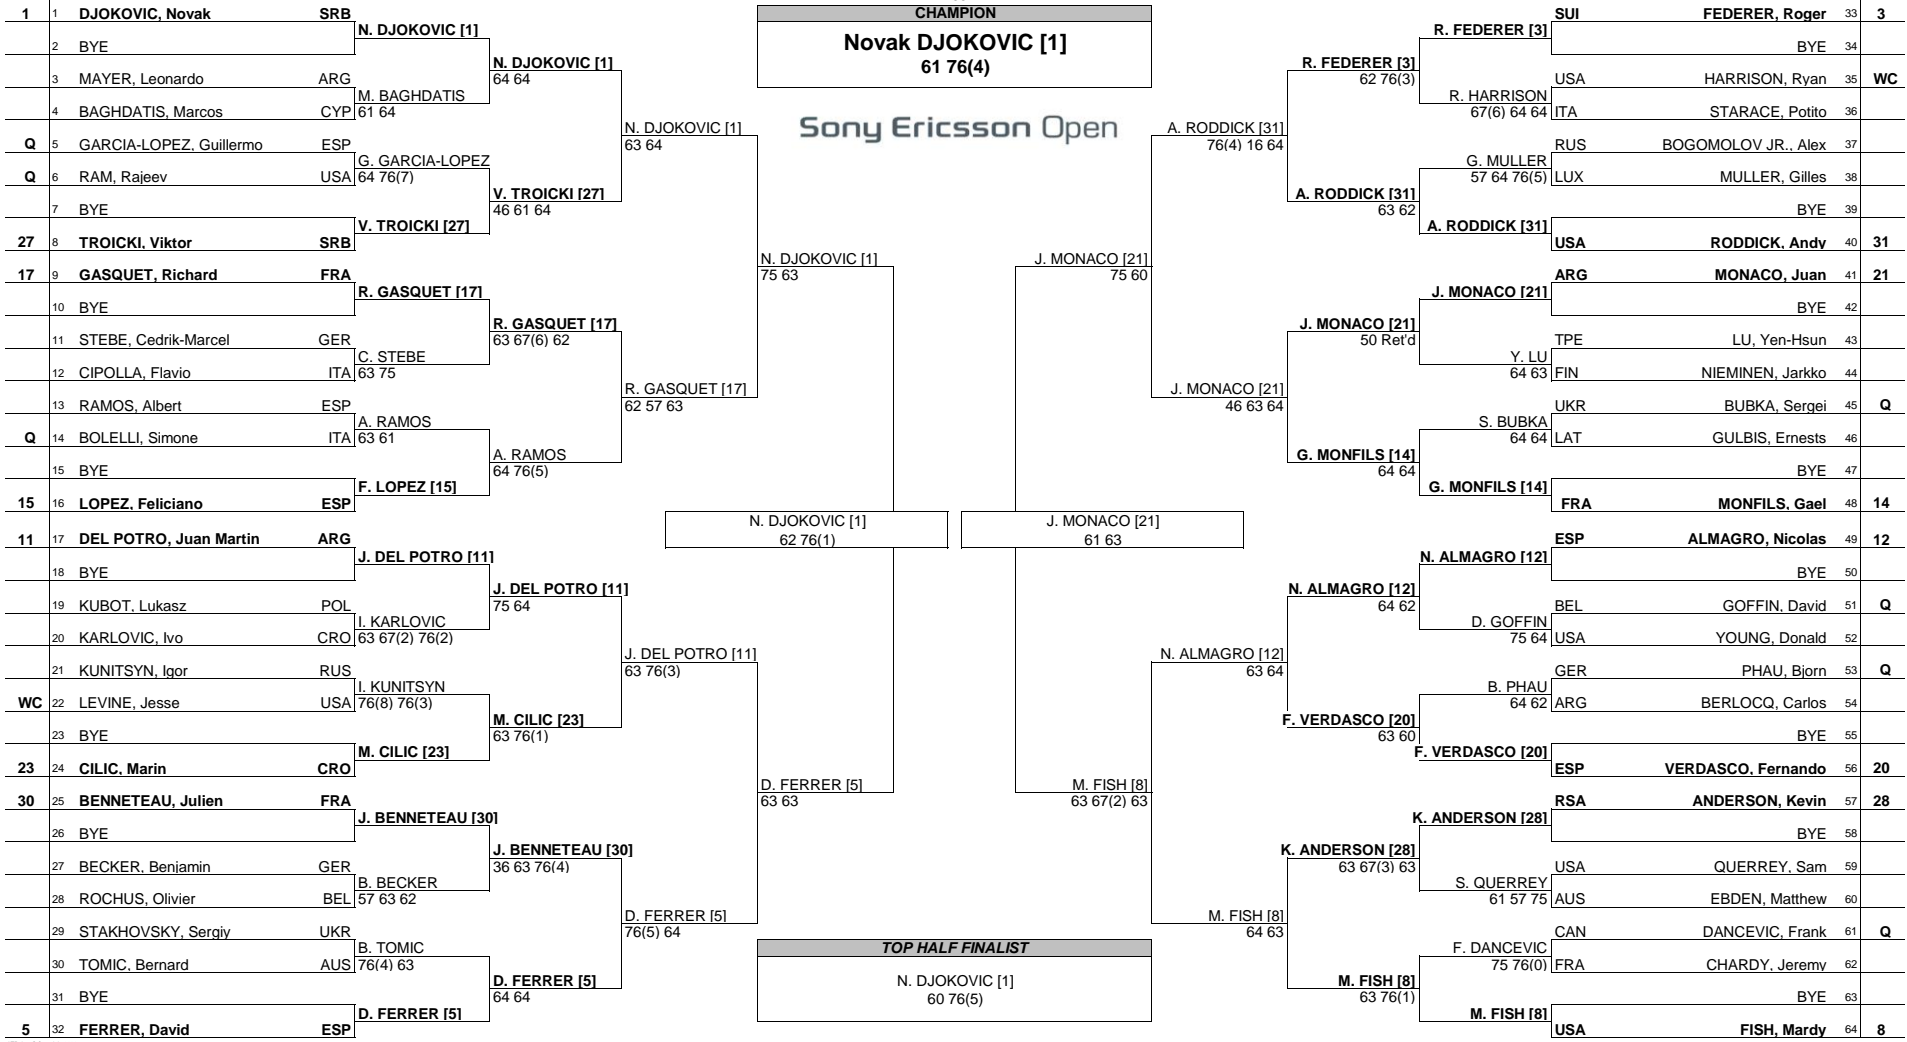 CHAMPION
Novak DJOKOVIC [1]
61 76(4)
Sony Ericsson Open
1 1 DJOKOVIC, Novak SRB
2 BYE
3 MAYER, Leonardo ARG
4 BAGHDATIS, Marcos CYP
Q 5 GARCIA-LOPEZ, Guillermo ESP
Q 6 RAM, Rajeev USA
7 BYE
27 8 TROICKI, Viktor SRB
17 9 GASQUET, Richard FRA
10 BYE
11 STEBE, Cedrik-Marcel GER
12 CIPOLLA, Flavio ITA
13 RAMOS, Albert ESP
Q 14 BOLELLI, Simone ITA
15 BYE
15 16 LOPEZ, Feliciano ESP
11 17 DEL POTRO, Juan Martin ARG
18 BYE
19 KUBOT, Lukasz POL
20 KARLOVIC, Ivo CRO
21 KUNITSYN, Igor RUS
WC 22 LEVINE, Jesse USA
23 BYE
23 24 CILIC, Marin CRO
30 25 BENNETEAU, Julien FRA
26 BYE
27 BECKER, Benjamin GER
28 ROCHUS, Olivier BEL
29 STAKHOVSKY, Sergiy UKR
30 TOMIC, Bernard AUS
31 BYE
5 32 FERRER, David ESP
N. DJOKOVIC [1]
M. BAGHDATIS
61 64
G. GARCIA-LOPEZ
64 76(7)
V. TROICKI [27]
R. GASQUET [17]
C. STEBE
63 75
A. RAMOS
63 61
F. LOPEZ [15]
J. DEL POTRO [11]
I. KARLOVIC
63 67(2) 76(2)
I. KUNITSYN
76(8) 76(3)
M. CILIC [23]
J. BENNETEAU [30]
B. BECKER
57 63 62
B. TOMIC
76(4) 63
D. FERRER [5]
N. DJOKOVIC [1]
64 64
V. TROICKI [27]
46 61 64
R. GASQUET [17]
63 67(6) 62
A. RAMOS
64 76(5)
J. DEL POTRO [11]
75 64
M. CILIC [23]
63 76(1)
J. BENNETEAU [30]
36 63 76(4)
D. FERRER [5]
64 64
N. DJOKOVIC [1]
63 64
R. GASQUET [17]
62 57 63
J. DEL POTRO [11]
63 76(3)
D. FERRER [5]
76(5) 64
N. DJOKOVIC [1]
75 63
D. FERRER [5]
63 63
N. DJOKOVIC [1]
62 76(1)
J. MONACO [21]
61 63
TOP HALF FINALIST
N. DJOKOVIC [1]
60 76(5)
J. MONACO [21]
75 60
M. FISH [8]
63 67(2) 63
A. RODDICK [31]
76(4) 16 64
J. MONACO [21]
46 63 64
N. ALMAGRO [12]
63 64
M. FISH [8]
64 63
R. FEDERER [3]
62 76(3)
A. RODDICK [31]
63 62
J. MONACO [21]
50 Ret'd
G. MONFILS [14]
64 64
N. ALMAGRO [12]
64 62
F. VERDASCO [20]
63 60
K. ANDERSON [28]
63 67(3) 63
M. FISH [8]
63 76(1)
R. FEDERER [3]
R. HARRISON
67(6) 64 64
G. MULLER
57 64 76(5)
A. RODDICK [31]
J. MONACO [21]
Y. LU
64 63
S. BUBKA
64 64
G. MONFILS [14]
N. ALMAGRO [12]
D. GOFFIN
75 64
B. PHAU
64 62
F. VERDASCO [20]
K. ANDERSON [28]
S. QUERREY
61 57 75
F. DANCEVIC
75 76(0)
M. FISH [8]
SUI FEDERER, Roger 33 3
BYE 34
USA HARRISON, Ryan 35 WC
ITA STARACE, Potito 36
RUS BOGOMOLOV JR., Alex 37
LUX MULLER, Gilles 38
BYE 39
USA RODDICK, Andy 40 31
ARG MONACO, Juan 41 21
BYE 42
TPE LU, Yen-Hsun 43
FIN NIEMINEN, Jarkko 44
UKR BUBKA, Sergei 45 Q
LAT GULBIS, Ernests 46
BYE 47
FRA MONFILS, Gael 48 14
ESP ALMAGRO, Nicolas 49 12
BYE 50
BEL GOFFIN, David 51 Q
USA YOUNG, Donald 52
GER PHAU, Bjorn 53 Q
ARG BERLOCQ, Carlos 54
BYE 55
ESP VERDASCO, Fernando 56 20
RSA ANDERSON, Kevin 57 28
BYE 58
USA QUERREY, Sam 59
AUS EBDEN, Matthew 60
CAN DANCEVIC, Frank 61 Q
FRA CHARDY, Jeremy 62
BYE 63
USA FISH, Mardy 64 8